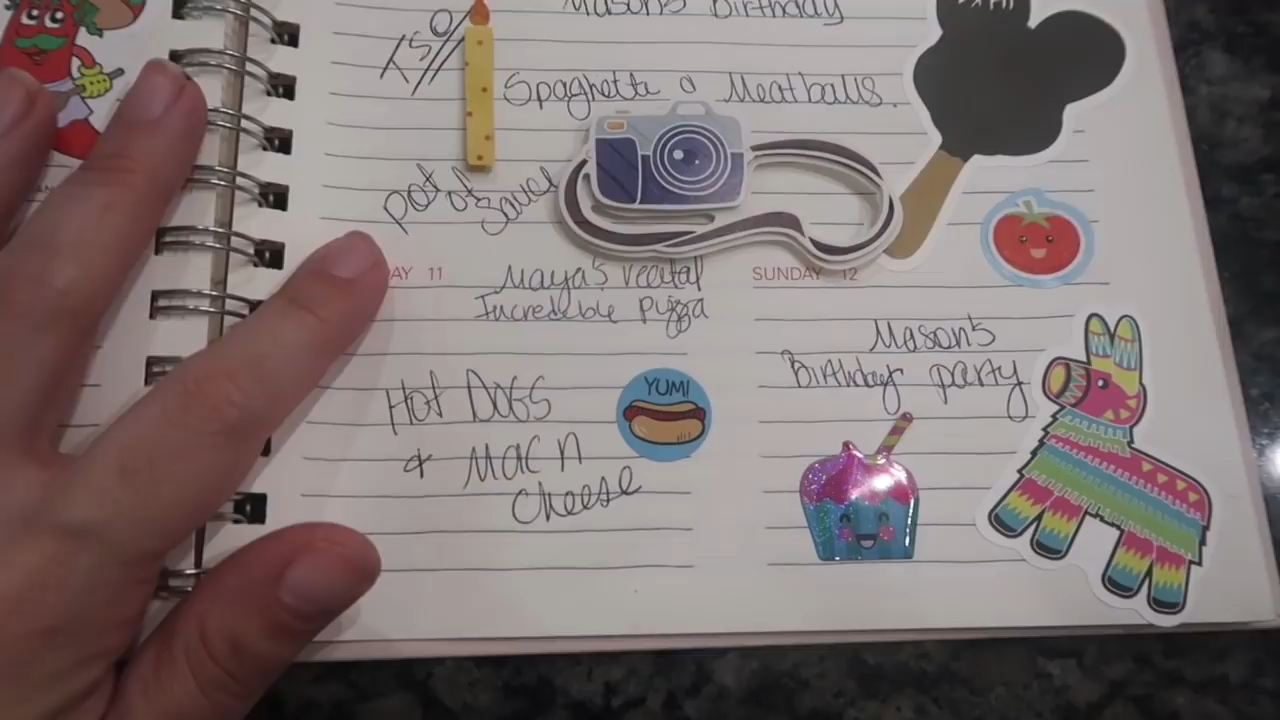 Mason's Birthday
Spaghetti & Meatballs.
pot of
sauce
AY 11
Maya's recital
Incredible pizza
Hot Dogs
& Mac n
cheese
YUM!
SUNDAY 12
Mason's
Birthday party